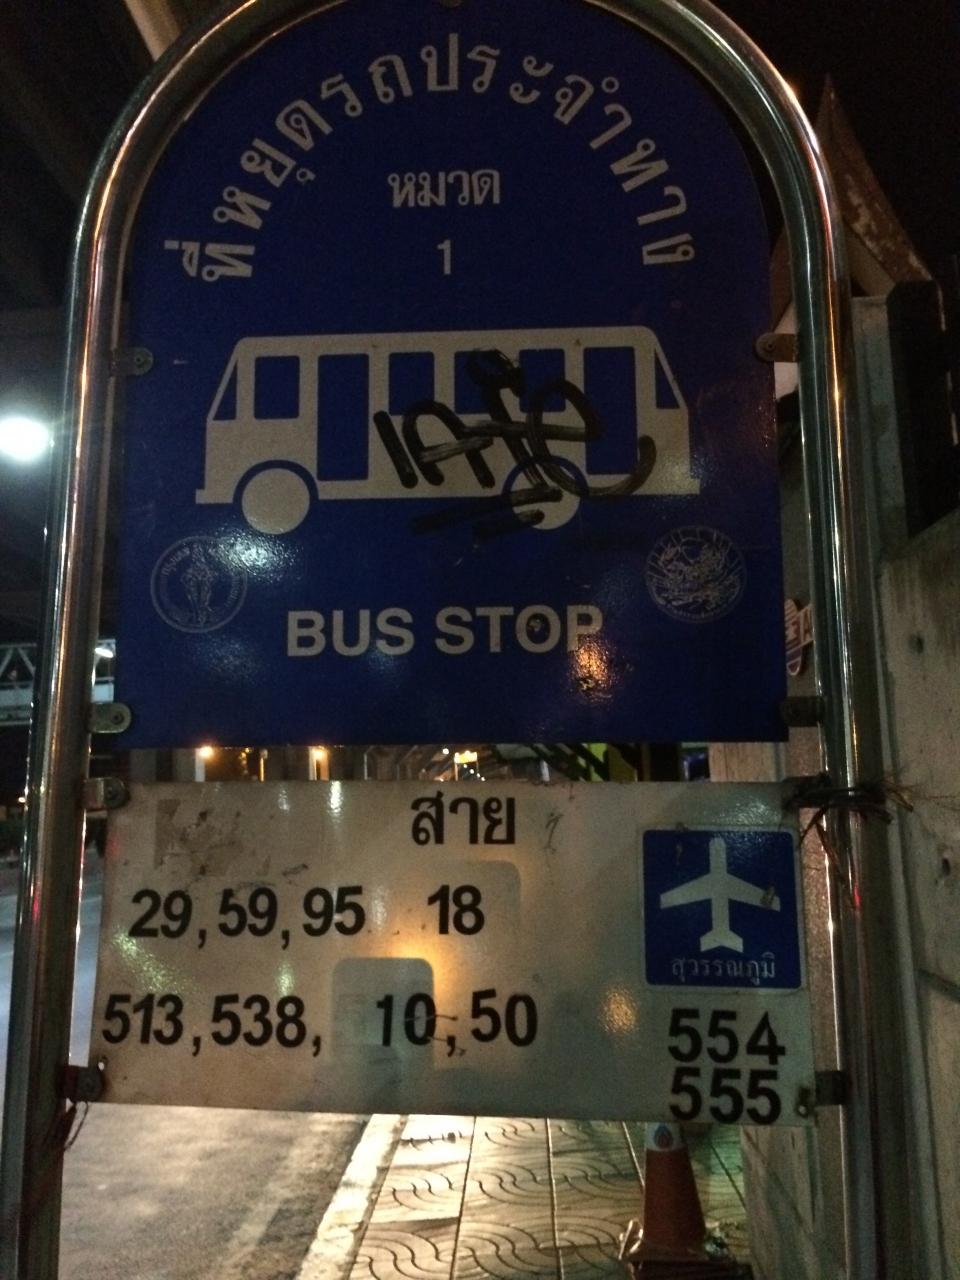 ที่หยุดรถประจำทาง
หมวด
1
BUS STOP
สาย
29,59,95 18
513,538, 10,50
สุวรรณภูมิ
554
555